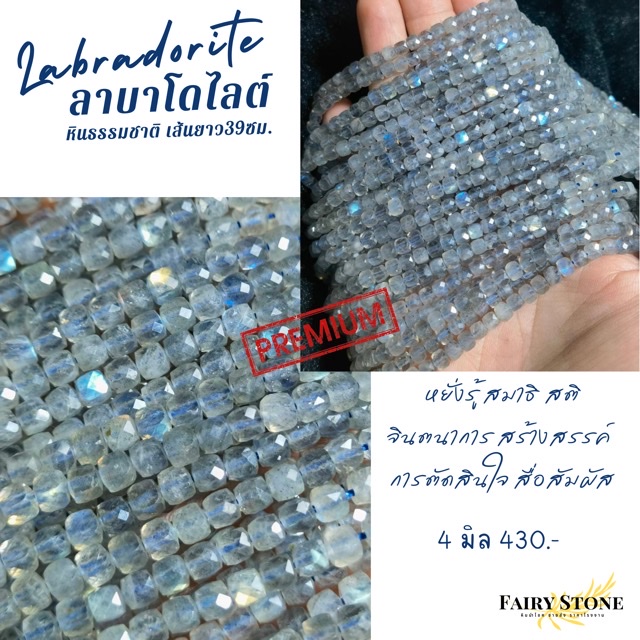 Labradorite
ลาบาโดไลต์
หินธรรมชาติ เส้นยาว39ซม.
PREMIUM
หยั่งรู้ สมาธิ สติ
จินตนาการ สร้างสรรค์
การตัดสินใจ สื่อสัมผัส
4 มิล 430.-
FAIRY STONE